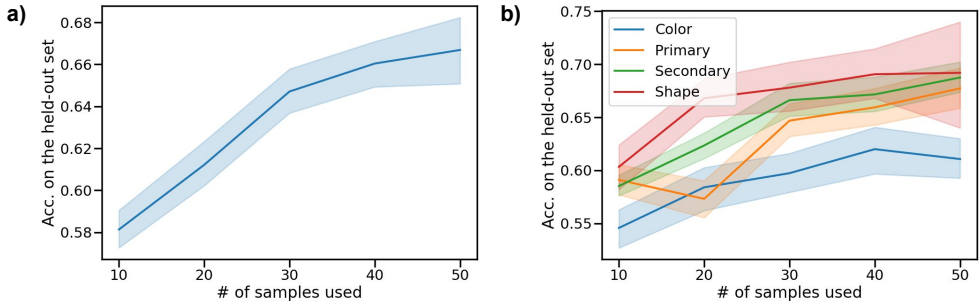 a)
Acc. on the held-out set
0.68
0.66
0.64
0.62
0.60
0.58
10 20 30 40 50
# of samples used
b)
Acc. on the held-out set
0.75
0.70
0.65
0.60
0.55
Color
Primary
Secondary
Shape
10 20 30 40 50
# of samples used